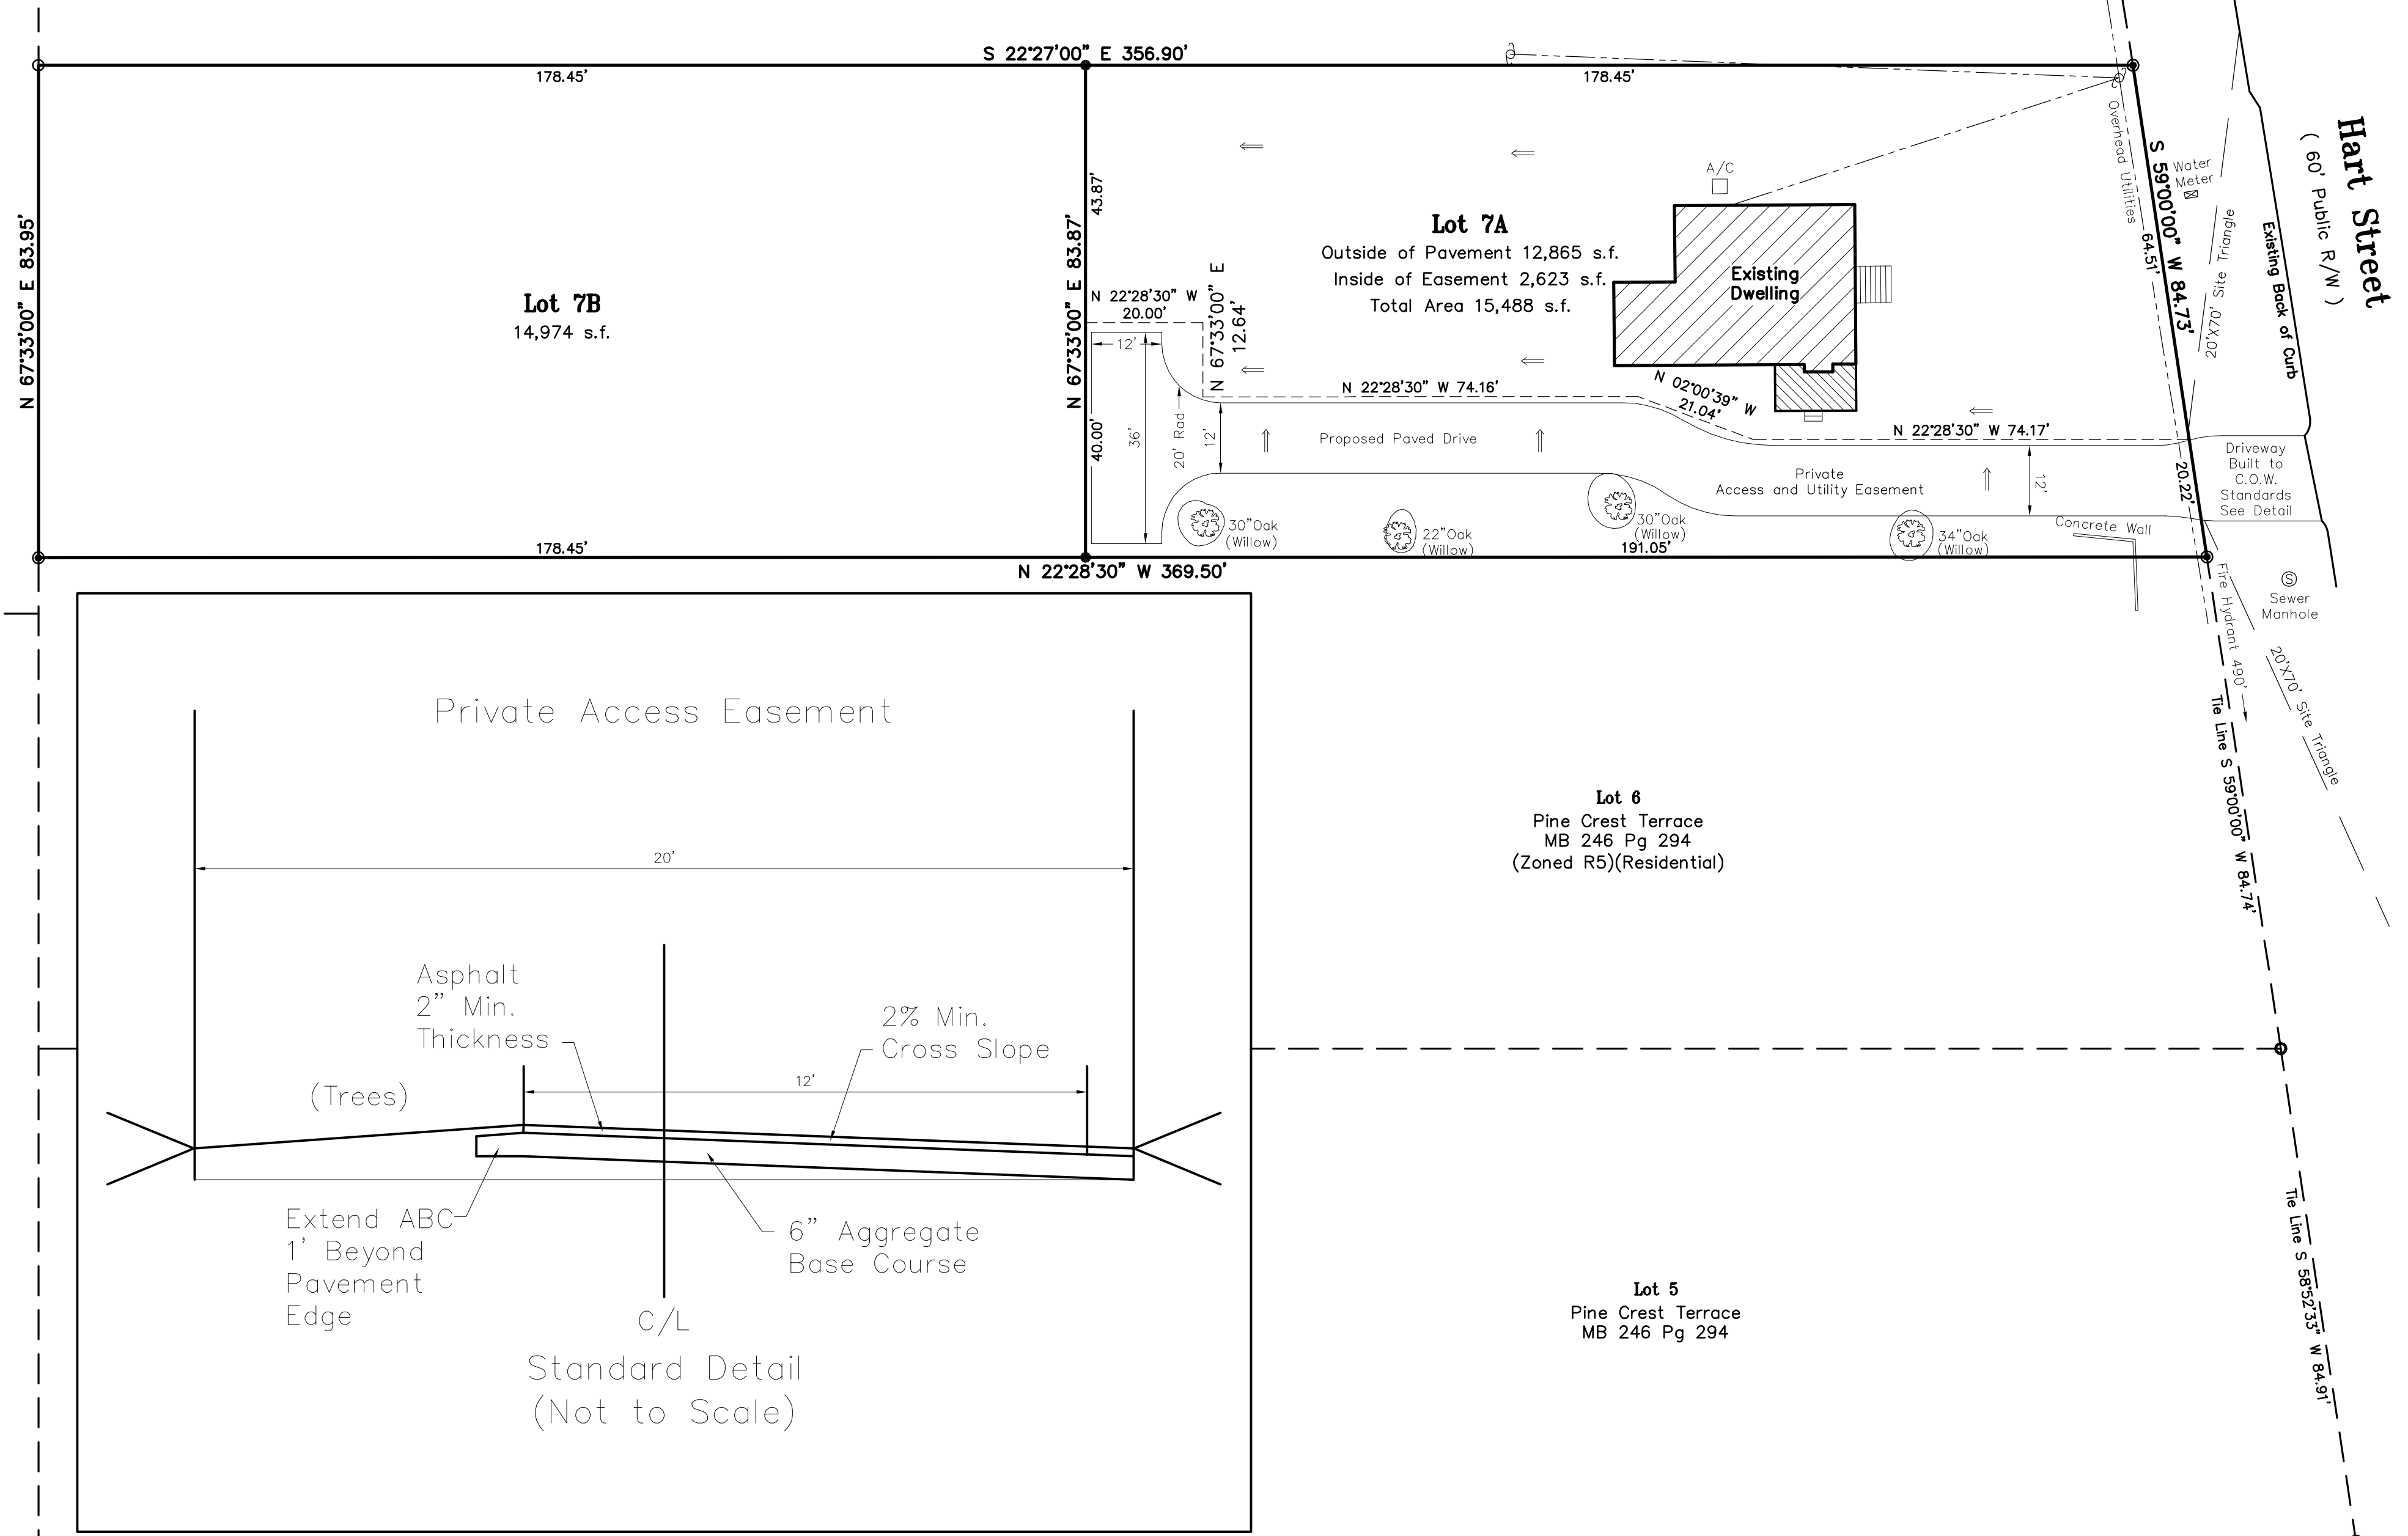 S 22°27'00" E 356.90'
178.45'
178.45'
N 67°33'00" E 83.95'
Lot 7B
14,974 s.f.
178.45'
N 67°33'00" E 83.87'
43.87'
40.00'
N 22°28'30" W
20.00'
N 67°33'00" E
12.64'
12'
36'
20' Rad
12'
Lot 7A
Outside of Pavement 12,865 s.f.
Inside of Easement 2,623 s.f.
Total Area 15,488 s.f.
A/C
Existing
Dwelling
N 22°28'30" W 74.16'
N 02°00'39" W
21.04'
N 22°28'30" W 74.17'
Proposed Paved Drive
Private
Access and Utility Easement
12'
30"Oak
(Willow)
22"Oak
(Willow)
30"Oak
(Willow)
34"Oak
(Willow)
Concrete Wall
191.05'
N 22°28'30" W 369.50'
Overhead Utilities
S 59°00'00" W 84.73'
64.51'
20.22'
Water
Meter
20'X70' Site Triangle
Existing Back of Curb
Hart Street
( 60' Public R/W )
Driveway
Built to
C.O.W.
Standards
See Detail
Sewer
Manhole
S
Fire Hydrant 490'
20'X70' Site Triangle
Tie Line S 59°00'00" W 84.74'
Tie Line S 58°52'33" W 84.91'
Lot 6
Pine Crest Terrace
MB 246 Pg 294
(Zoned R5)(Residential)
Lot 5
Pine Crest Terrace
MB 246 Pg 294
Private Access Easement
20'
Asphalt
2" Min.
Thickness
2% Min.
Cross Slope
12'
(Trees)
Extend ABC
1' Beyond
Pavement
Edge
6" Aggregate
Base Course
C/L
Standard Detail
(Not to Scale)